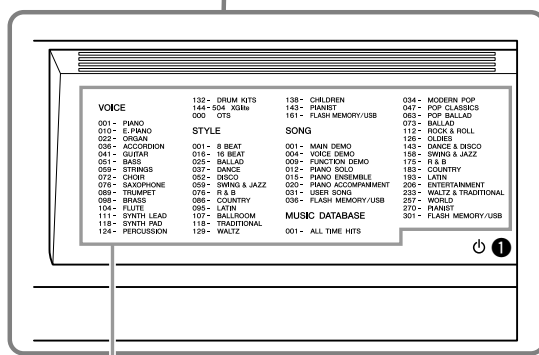 VOICE
001 - PIANO
010 - E. PIANO
022 - ORGAN
036 - ACCORDION
041 - GUITAR
051 - BASS
059 - STRINGS
072 - CHOIR
076 - SAXOPHONE
089 - TRUMPET
098 - BRASS
104 - FLUTE
111 - SYNTH LEAD
118 - SYNTH PAD
124 - PERCUSSION
132 - DRUM KITS
144 - 504 XGlite
000 OTS
STYLE
001 - 8 BEAT
016 - 16 BEAT
025 - BALLAD
037 - DANCE
052 - DISCO
059 - SWING & JAZZ
076 - R & B
086 - COUNTRY
095 - LATIN
107 - BALLROOM
118 - TRADITIONAL
129 - WALTZ
138 - CHILDREN
143 - PIANIST
161 - FLASH MEMORY/USB
SONG
001 - MAIN DEMO
004 - VOICE DEMO
009 - FUNCTION DEMO
012 - PIANO SOLO
015 - PIANO ENSEMBLE
020 - PIANO ACCOMPANIMENT
031 - USER SONG
036 - FLASH MEMORY/USB
MUSIC DATABASE
001 - ALL TIME HITS
034 - MODERN POP
047 - POP CLASSICS
063 - POP BALLAD
073 - BALLAD
112 - ROCK & ROLL
126 - OLDIES
143 - DANCE & DISCO
158 - SWING & JAZZ
175 - R & B
183 - COUNTRY
193 - LATIN
206 - ENTERTAINMENT
233 - WALTZ & TRADITIONAL
257 - WORLD
270 - PIANIST
301 - FLASH MEMORY/USB
❶